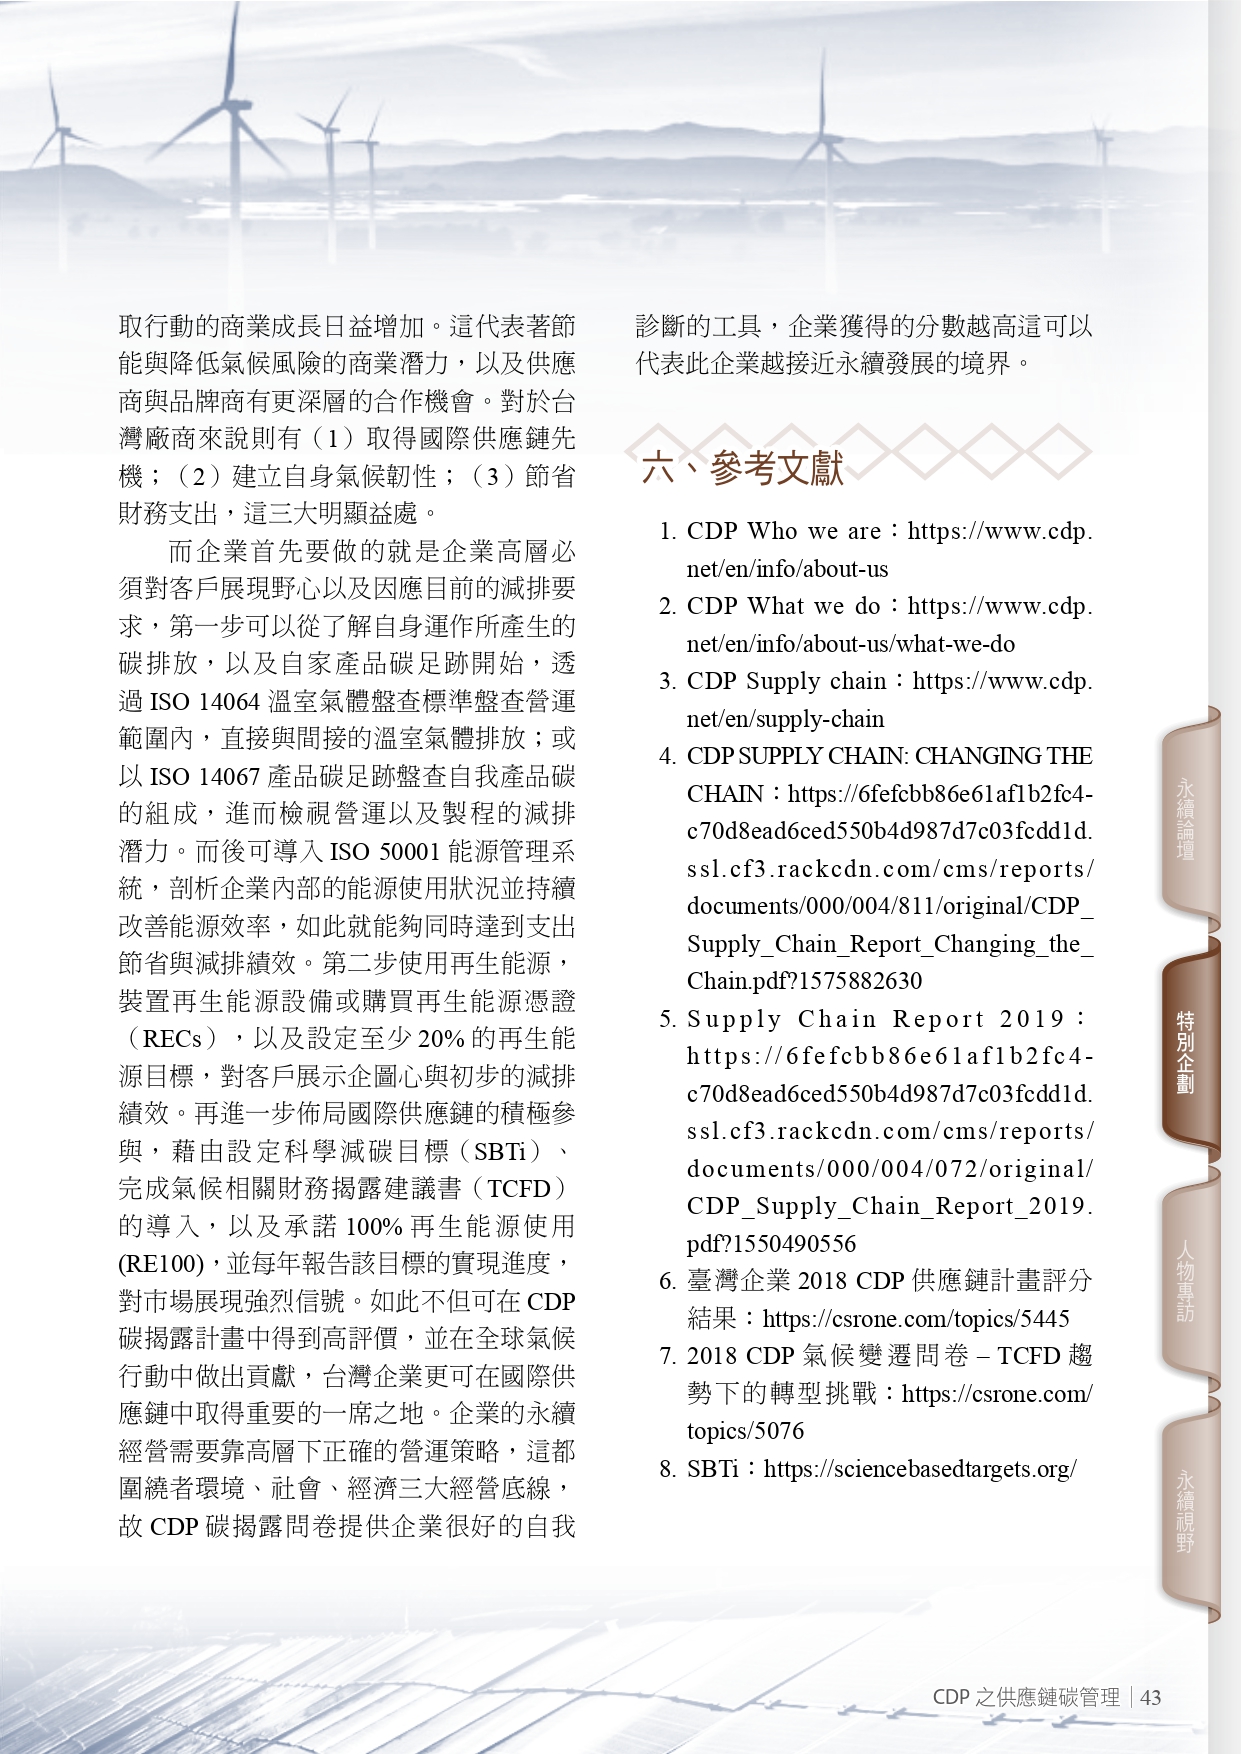 取行動的商業成長日益增加。這代表著節
能與降低氣候風險的商業潛力，以及供應
商與品牌商有更深層的合作機會。對於台
灣廠商來說則有（1）取得國際供應鏈先
機；（2）建立自身氣候韌性；（3）節省
財務支出，這三大明顯益處。
而企業首先要做的就是企業高層必
須對客戶展現野心以及因應目前的減排要
求，第一步可以從了解自身運作所產生的
碳排放，以及自家產品碳足跡開始，透
過 ISO 14064 溫室氣體盤查標準盤查營運
範圍內，直接與間接的溫室氣體排放；或
以 ISO 14067 產品碳足跡盤查自我產品碳
的組成，進而檢視營運以及製程的減排
潛力。而後可導入 ISO 50001 能源管理系
統，剖析企業內部的能源使用狀況並持續
改善能源效率，如此就能夠同時達到支出
節省與減排績效。第二步使用再生能源，
裝置再生能源設備或購買再生能源憑證
（RECs），以及設定至少 20% 的再生能
源目標，對客戶展示企圖心與初步的減排
績效。再進一步佈局國際供應鏈的積極參
與，藉由設定科學減碳目標（SBTi）、
完成氣候相關財務揭露建議書（TCFD）
的導入，以及承諾 100% 再生能源使用
(RE100)，並每年報告該目標的實現進度，
對市場展現強烈信號。如此不但可在 CDP
碳揭露計畫中得到高評價，並在全球氣候
行動中做出貢獻，台灣企業更可在國際供
應鏈中取得重要的一席之地。企業的永續
經營需要靠高層下正確的營運策略，這都
圍繞者環境、社會、經濟三大經營底線，
故 CDP 碳揭露問卷提供企業很好的自我
診斷的工具，企業獲得的分數越高這可以
代表此企業越接近永續發展的境界。
六、參考文獻
1. CDP Who we are：https://www.cdp.
net/en/info/about-us
2. CDP What we do：https://www.cdp.
net/en/info/about-us/what-we-do
3. CDP Supply chain：https://www.cdp.
net/en/supply-chain
4. CDP SUPPLY CHAIN: CHANGING THE
CHAIN：https://6fefcbb86e61af1b2fc4-
c70d8ead6ced550b4d987d7c03fcdd1d.
ssl.cf3.rackcdn.com/cms/reports/
documents/000/004/811/original/CDP_
Supply_Chain_Report_Changing_the_
Chain.pdf?1575882630
5. Supply Chain Report 2019：
https://6fefcbb86e61af1b2fc4-
c70d8ead6ced550b4d987d7c03fcdd1d.
ssl.cf3.rackcdn.com/cms/reports/
documents/000/004/072/original/
CDP_Supply_Chain_Report_2019.
pdf?1550490556
6. 臺灣企業 2018 CDP 供應鏈計畫評分
結果：https://csrone.com/topics/5445
7. 2018 CDP 氣候變遷問卷 – TCFD 趨
勢下的轉型挑戰：https://csrone.com/
topics/5076
8. SBTi：https://sciencebasedtargets.org/
永續論壇
特別企劃
人物專訪
永續視野
CDP 之供應鏈碳管理｜43